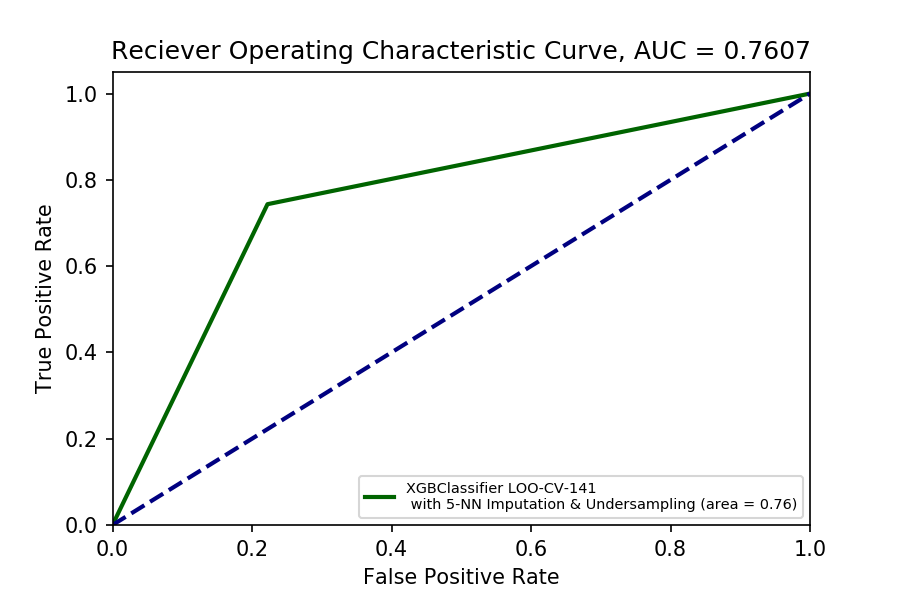 Reciever Operating Characteristic Curve, AUC = 0.7607
True Positive Rate
1.0
0.8
0.6
0.4
0.2
0.0
XGBClassifier LOO-CV-141
with 5-NN Imputation & Undersampling (area = 0.76)
0.0 0.2 0.4 0.6 0.8 1.0
False Positive Rate